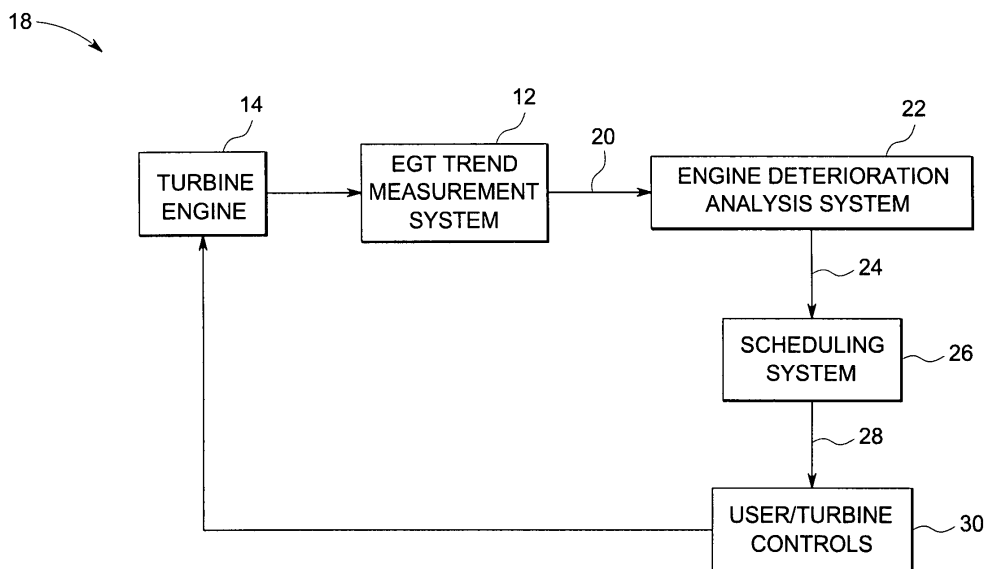 18
14
TURBINE
ENGINE
12
EGT TREND
MEASUREMENT
SYSTEM
20
22
ENGINE DETERIORATION
ANALYSIS SYSTEM
24
SCHEDULING
SYSTEM
26
28
USER/TURBINE
CONTROLS
30